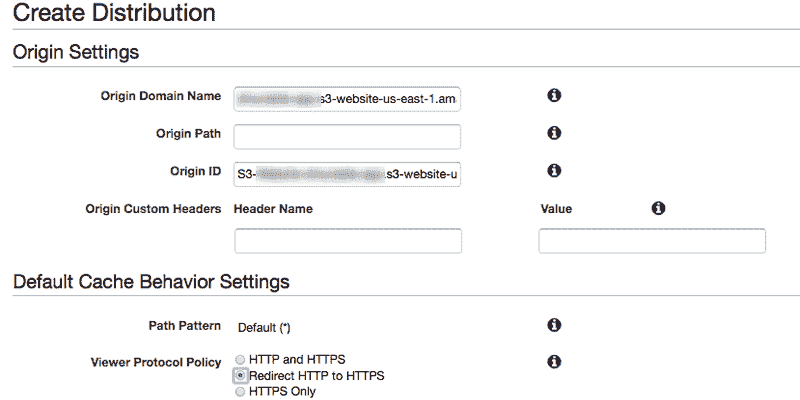 Create Distribution
Origin Settings
Origin Domain Name s3-website-us-east-1.am
Origin Path
Origin ID S3- .s3-website-u
Origin Custom Headers Header Name Value
Default Cache Behavior Settings
Path Pattern Default (*)
Viewer Protocol Policy HTTP and HTTPS
Redirect HTTP to HTTPS
HTTPS Only